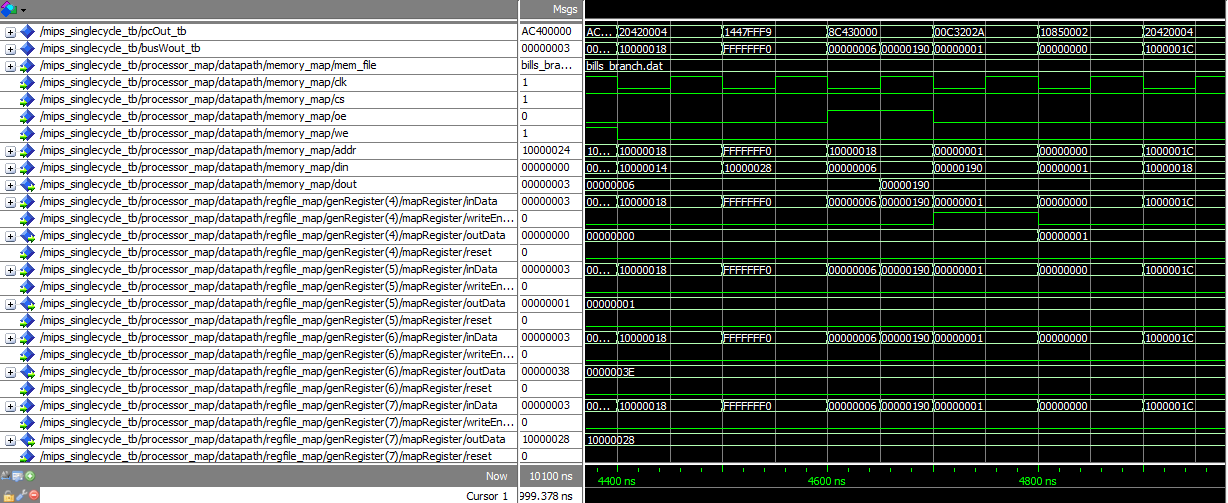 Msgs
/mips_singlecycle_tb/pcOut_tb AC400000 AC... 20420004 1447FFF9 8C430000 00C3202A 10850002 20420004
/mips_singlecycle_tb/busWout_tb 00000003 00... 10000018 FFFFFFF0 00000006 00000190 00000001 00000000 1000001C
/mips_singlecycle_tb/processor_map/datapath/memory_map/mem_file bills_bra... bills_branch.dat
/mips_singlecycle_tb/processor_map/datapath/memory_map/clk 1
/mips_singlecycle_tb/processor_map/datapath/memory_map/cs 1
/mips_singlecycle_tb/processor_map/datapath/memory_map/oe 0
/mips_singlecycle_tb/processor_map/datapath/memory_map/we 1
/mips_singlecycle_tb/processor_map/datapath/memory_map/addr 10000024 10... 10000018 FFFFFFF0 10000018 00000001 00000000 1000001C
/mips_singlecycle_tb/processor_map/datapath/memory_map/din 00000000 00... 10000014 10000028 00000006 00000190 00000001 10000018
/mips_singlecycle_tb/processor_map/datapath/memory_map/dout 00000003 00000006 00000190
/mips_singlecycle_tb/processor_map/datapath/regfile_map/genRegister(4)/mapRegister/inData 00000003 00... 10000018 FFFFFFF0 00000006 00000190 00000001 00000000 1000001C
/mips_singlecycle_tb/processor_map/datapath/regfile_map/genRegister(4)/mapRegister/writeEn... 0
/mips_singlecycle_tb/processor_map/datapath/regfile_map/genRegister(4)/mapRegister/outData 00000000 00000000 00000001
/mips_singlecycle_tb/processor_map/datapath/regfile_map/genRegister(4)/mapRegister/reset 0
/mips_singlecycle_tb/processor_map/datapath/regfile_map/genRegister(5)/mapRegister/inData 00000003 00... 10000018 FFFFFFF0 00000006 00000190 00000001 00000000 1000001C
/mips_singlecycle_tb/processor_map/datapath/regfile_map/genRegister(5)/mapRegister/writeEn... 0
/mips_singlecycle_tb/processor_map/datapath/regfile_map/genRegister(5)/mapRegister/outData 00000001 00000001
/mips_singlecycle_tb/processor_map/datapath/regfile_map/genRegister(5)/mapRegister/reset 0
/mips_singlecycle_tb/processor_map/datapath/regfile_map/genRegister(6)/mapRegister/inData 00000003 00... 10000018 FFFFFFF0 00000006 00000190 00000001 00000000 1000001C
/mips_singlecycle_tb/processor_map/datapath/regfile_map/genRegister(6)/mapRegister/writeEn... 0
/mips_singlecycle_tb/processor_map/datapath/regfile_map/genRegister(6)/mapRegister/outData 00000038 0000003E
/mips_singlecycle_tb/processor_map/datapath/regfile_map/genRegister(6)/mapRegister/reset 0
/mips_singlecycle_tb/processor_map/datapath/regfile_map/genRegister(7)/mapRegister/inData 00000003 00... 10000018 FFFFFFF0 00000006 00000190 00000001 00000000 1000001C
/mips_singlecycle_tb/processor_map/datapath/regfile_map/genRegister(7)/mapRegister/writeEn... 0
/mips_singlecycle_tb/processor_map/datapath/regfile_map/genRegister(7)/mapRegister/outData 10000028 10000028
/mips_singlecycle_tb/processor_map/datapath/regfile_map/genRegister(7)/mapRegister/reset 0
Now 10100 ns 4400 ns 4600 ns 4800 ns
Cursor 1 999.378 ns